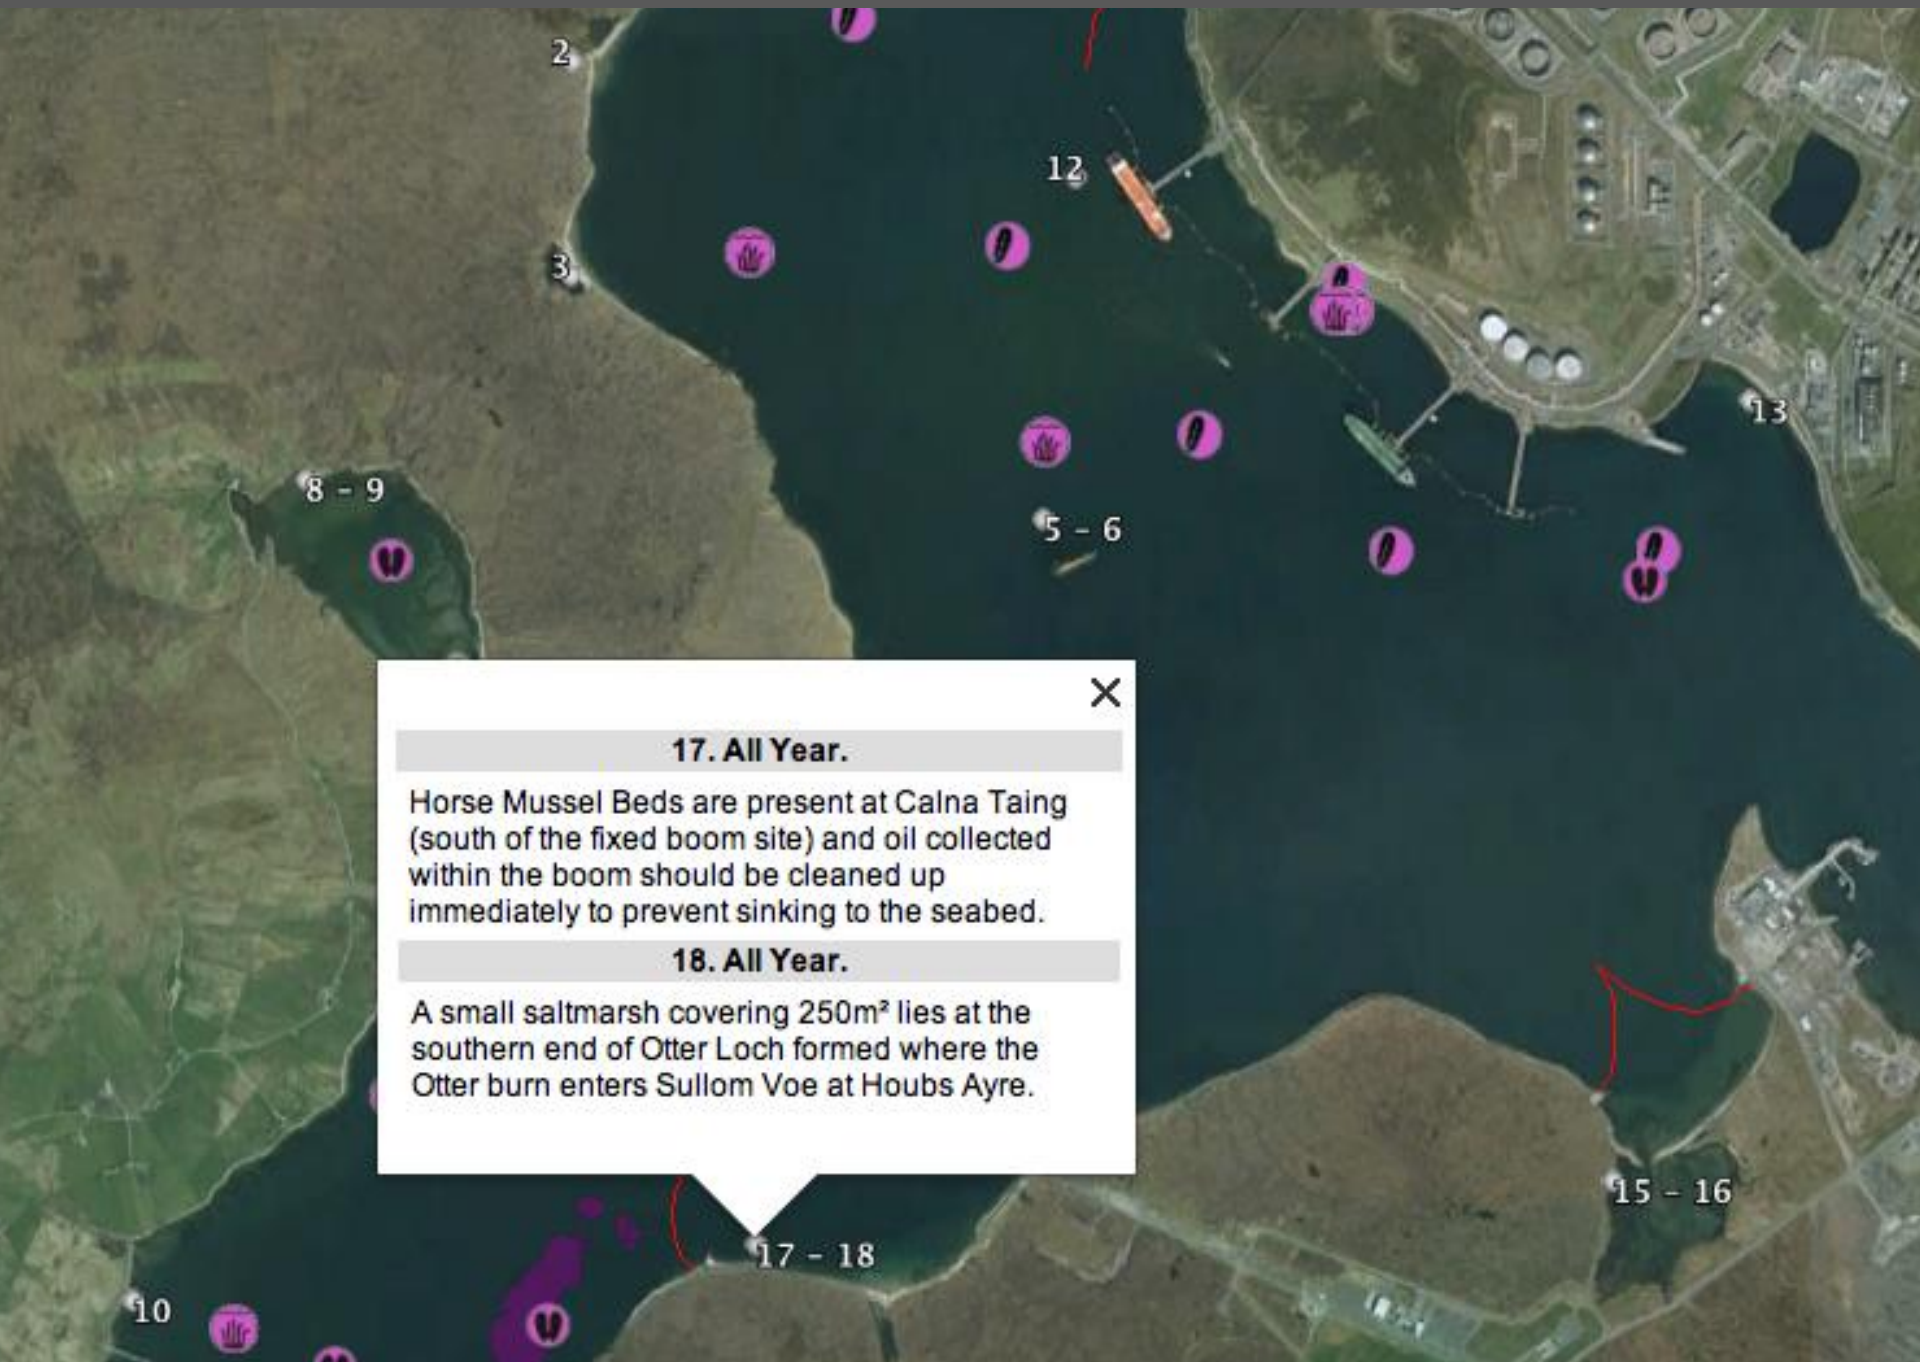 2
12
3
13
8 - 9
5 - 6
17. All Year.
Horse Mussel Beds are present at Calna Taing
(south of the fixed boom site) and oil collected
within the boom should be cleaned up
immediately to prevent sinking to the seabed.
18. All Year.
A small saltmarsh covering 250m² lies at the
southern end of Otter Loch formed where the
Otter burn enters Sullom Voe at Houbs Ayre.
15 - 16
17 - 18
10